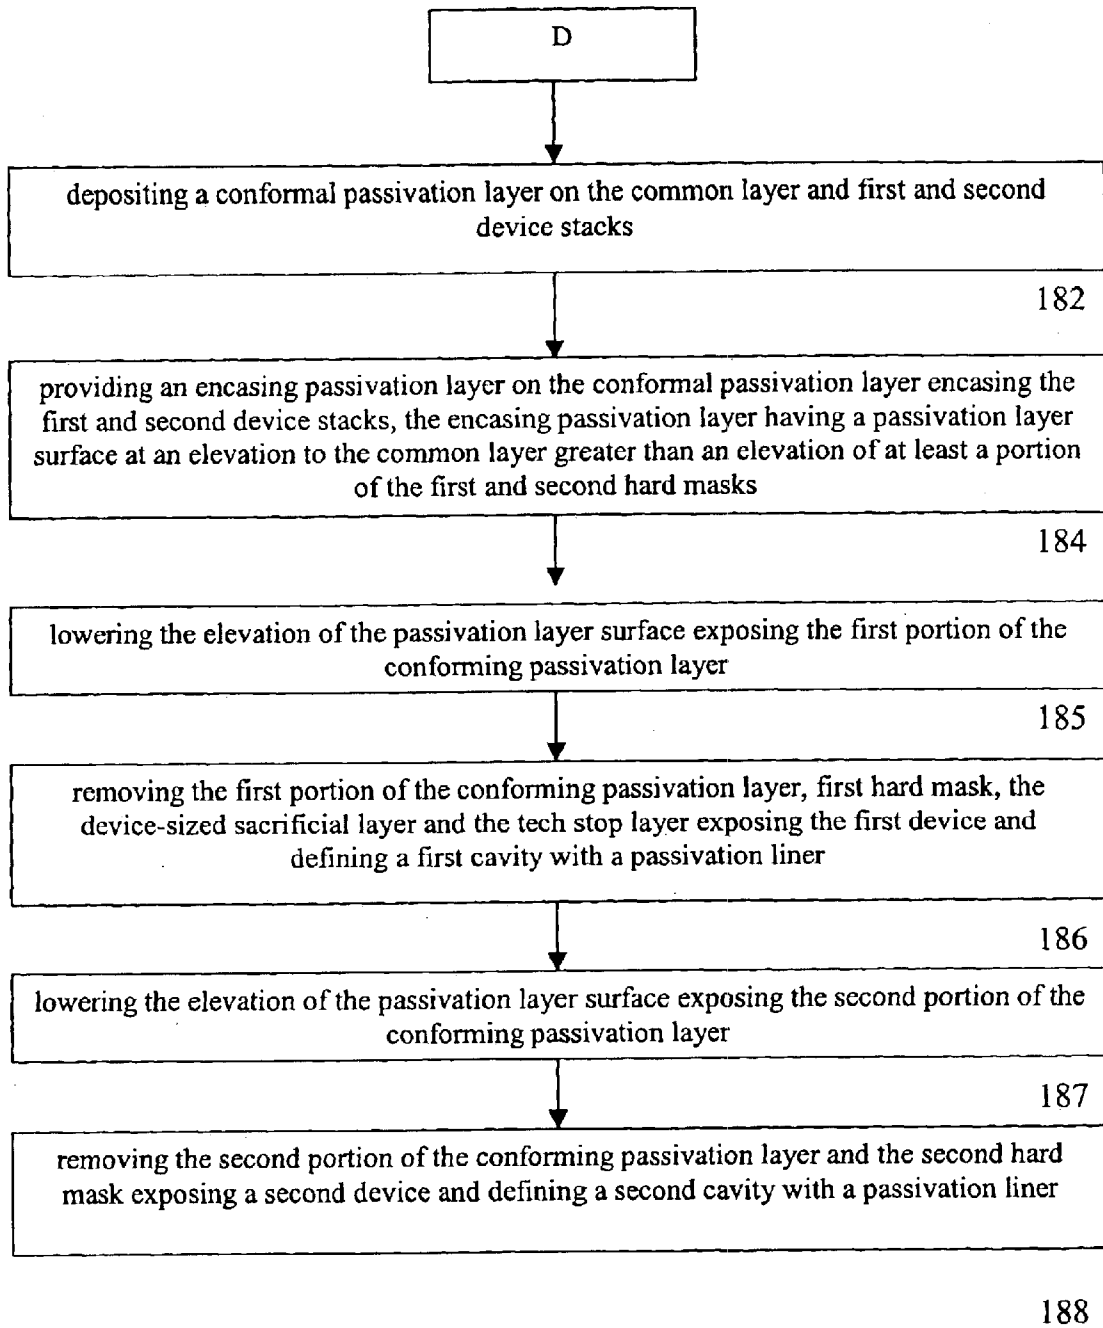 D
depositing a conformal passivation layer on the common layer and first and second
device stacks
182
providing an encasing passivation layer on the conformal passivation layer encasing the
first and second device stacks, the encasing passivation layer having a passivation layer
surface at an elevation to the common layer greater than an elevation of at least a portion
of the first and second hard masks
184
lowering the elevation of the passivation layer surface exposing the first portion of the
conforming passivation layer
185
removing the first portion of the conforming passivation layer, first hard mask, the
device-sized sacrificial layer and the tech stop layer exposing the first device and
defining a first cavity with a passivation liner
186
lowering the elevation of the passivation layer surface exposing the second portion of the
conforming passivation layer
187
removing the second portion of the conforming passivation layer and the second hard
mask exposing a second device and defining a second cavity with a passivation liner
188